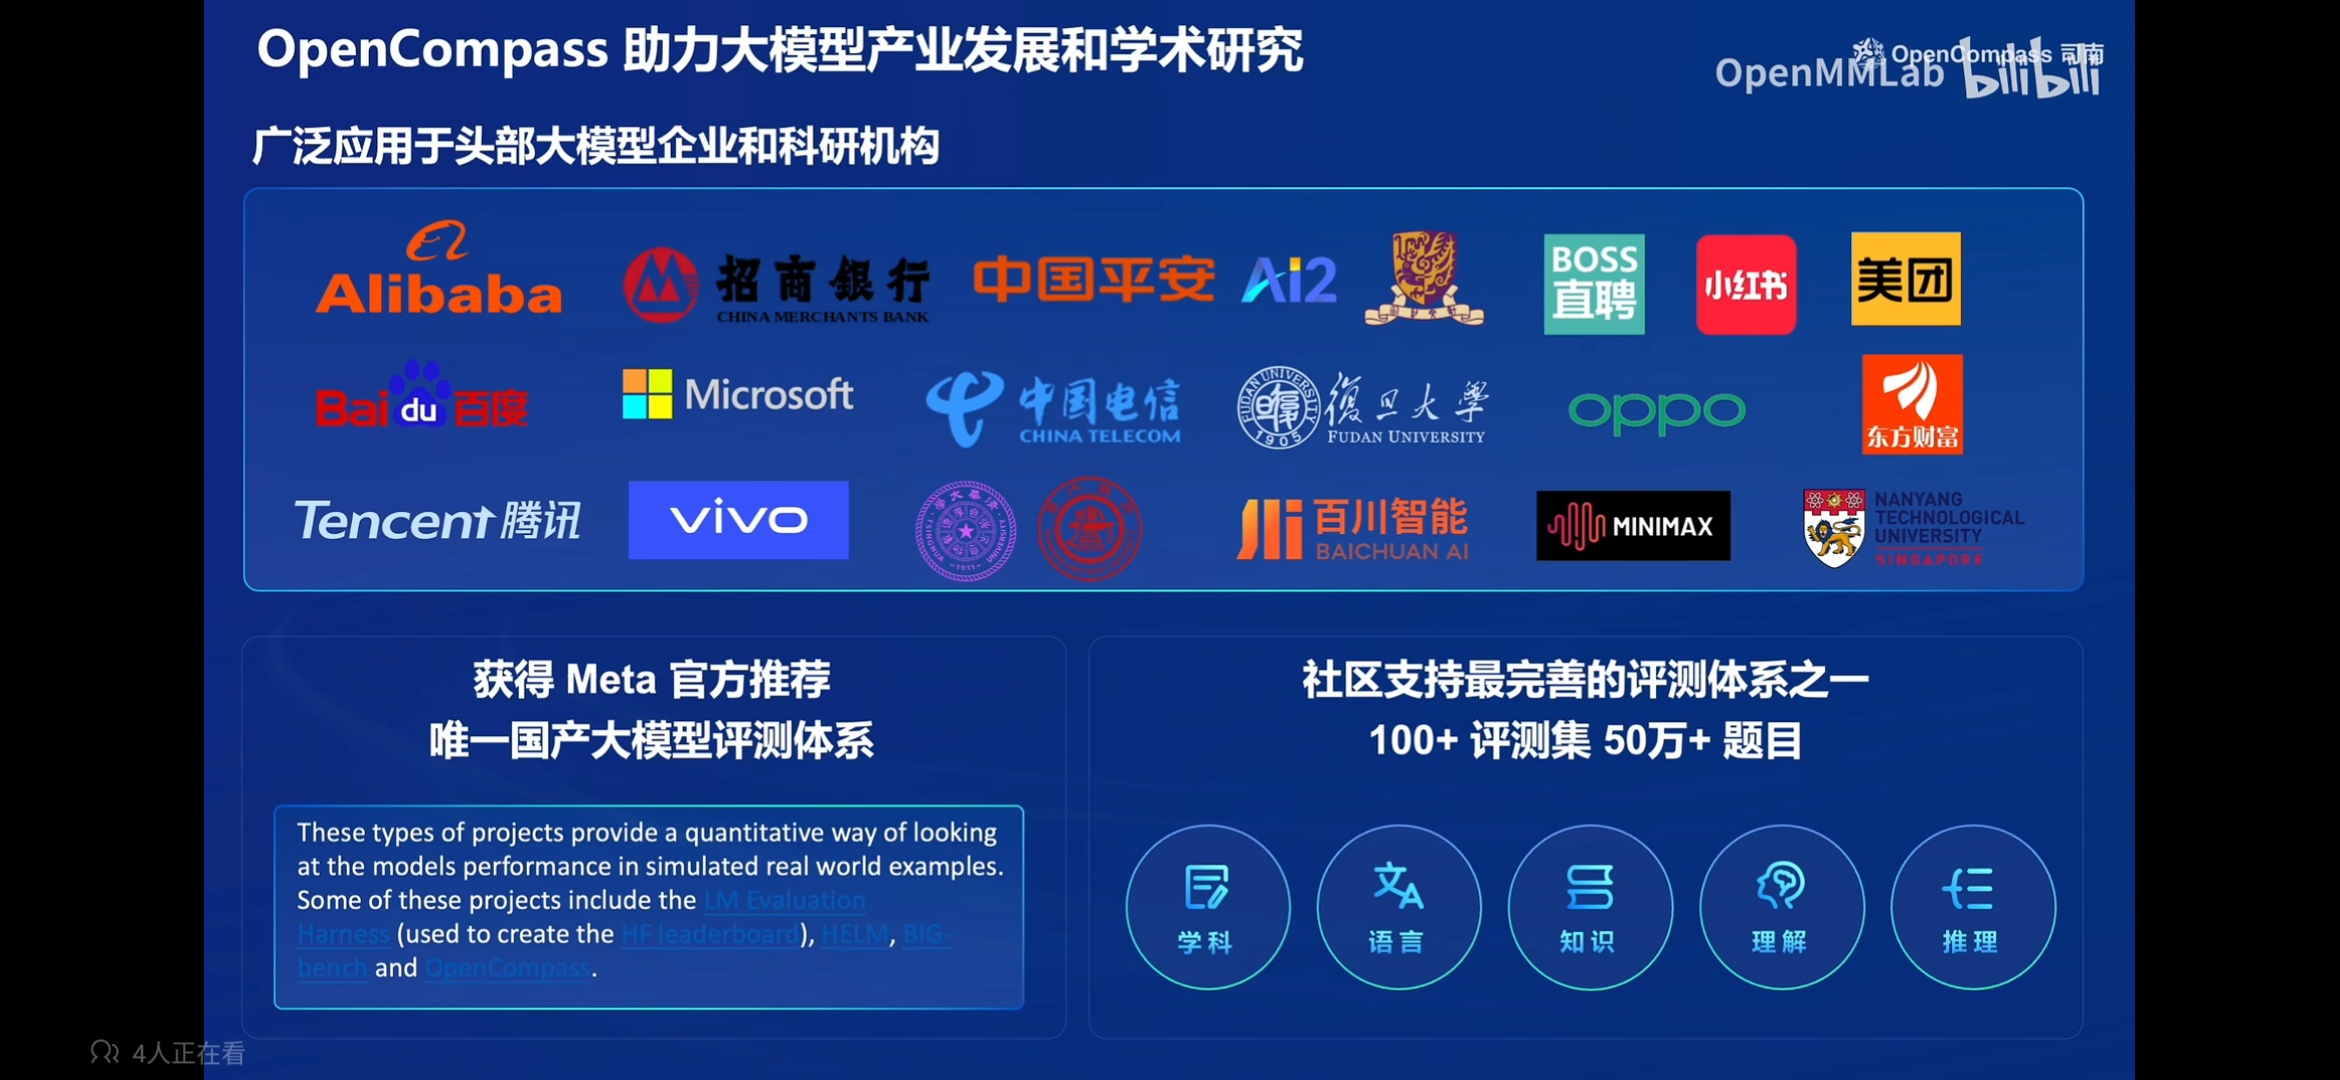 OpenCompass 助力大模型产业发展和学术研究
OpenCompass 司南
OpenMMLab bilibili
广泛应用于头部大模型企业和科研机构
Alibaba
招商銀行
CHINA MERCHANTS BANK
中国平安
Ai2
BOSS
直聘
小红书
美团
Bai du 百度
Microsoft
中国电信
CHINA TELECOM
FUDAN UNIVERSITY
1905
復旦大學
FUDAN UNIVERSITY
oppo
东方财富
Tencent 腾讯
vivo
TSINGHUA UNIVERSITY
-1911-
百川智能
BAICHUAN AI
MINIMAX
NANYANG
TECHNOLOGICAL
UNIVERSITY
SINGAPORE
获得 Meta 官方推荐
唯一国产大模型评测体系
These types of projects provide a quantitative way of looking
at the models performance in simulated real world examples.
Some of these projects include the LM Evaluation
Harness (used to create the HF leaderboard), HELM, BIG-
bench and OpenCompass.
社区支持最完善的评测体系之一
100+ 评测集 50万+ 题目
学科
语言
知识
理解
推理
4人正在看